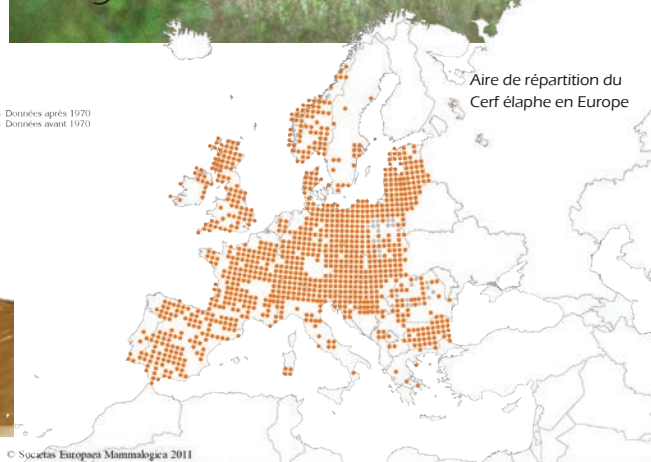 Aire de répartition du
Cerf élaphe en Europe
Données après 1970
Données avant 1970
© Societas Europaea Mammalogica 2011